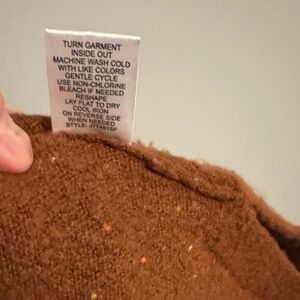 TURN GARMENT
INSIDE OUT
MACHINE WASH COLD
WITH LIKE COLORS
GENTLE CYCLE
USE NON-CHLORINE
BLEACH IF NEEDED
RESHAPE
LAY FLAT TO DRY
COOL IRON
ON REVERSE SIDE
WHEN NEEDED
STYLE: